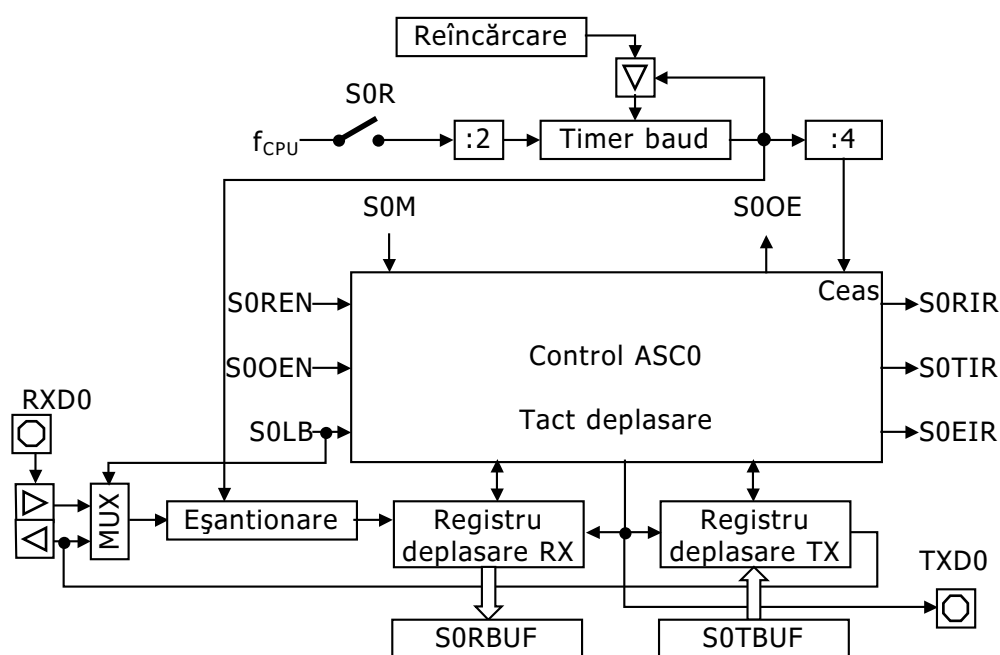 Reîncărcare
S0R
fCPU
:2
Timer baud
:4
S0M
S0OE
Ceas
S0REN
S0RIR
Control ASC0
S0OEN
S0TIR
RXD0
Tact deplasare
S0LB
S0EIR
MUX
Eşantionare
Registru
deplasare RX
Registru
deplasare TX
TXD0
S0RBUF
S0TBUF